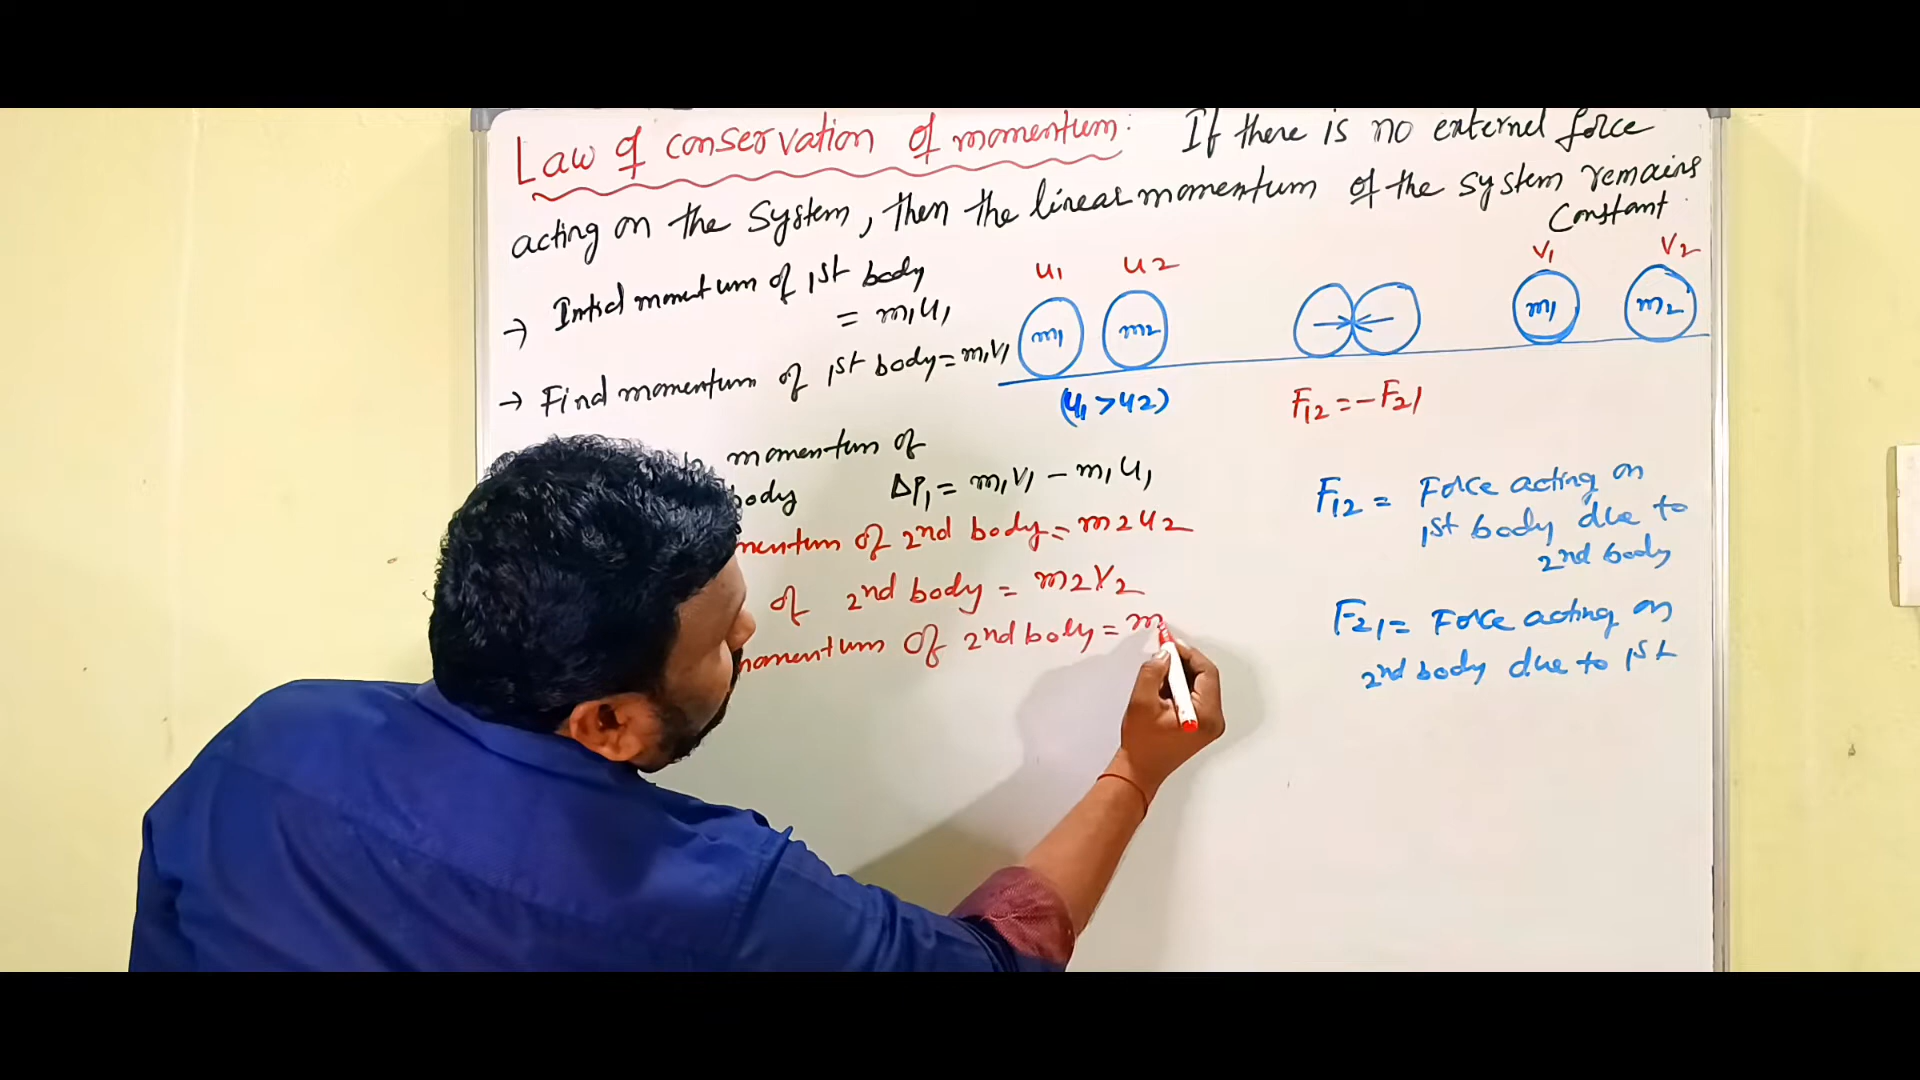 Law of conservation of momentum: If there is no external force
acting on the System, then the linear momentum of the system remains
Constant.
→ Intial momentum of 1st body
= m1u1
→ Find momentum of 1st body = m1v1
momentum of
body ΔP1 = m1v1 - m1u1
mentum of 2nd body = m2u2
of 2nd body = m2v2
momentum of 2nd body = m
u1 u2
m1 m2
(u1 > u2)
F12 = -F21
v1 v2
m1 m2
F12 = Force acting on
1st body due to
2nd body
F21 = Force acting on
2nd body due to 1st